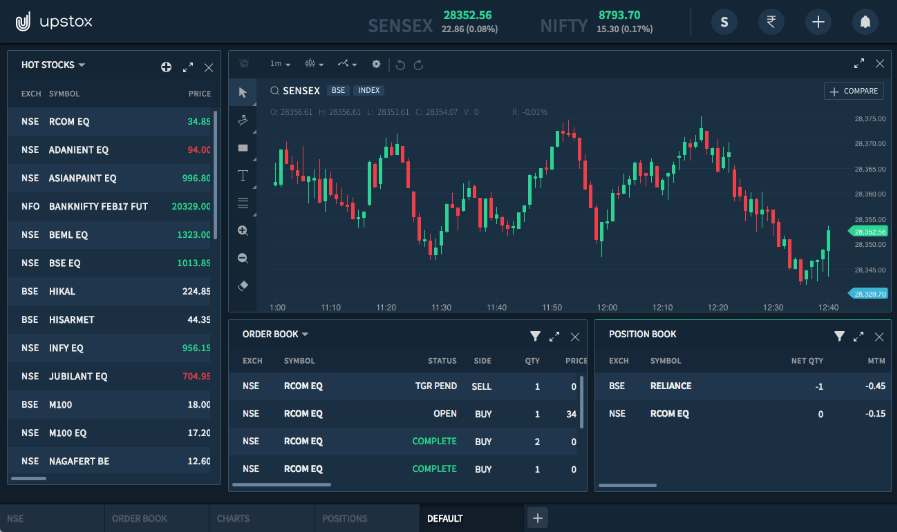 upstox
SENSEX 28352.56 22.86 (0.08%)
NIFTY 8793.70 15.30 (0.17%)
S ₹
HOT STOCKS
EXCH SYMBOL PRICE
NSE RCOM EQ 34.85
NSE ADANIENT EQ 94.00
NSE ASIANPAINT EQ 996.80
NFO BANKNIFTY FEB17 FUT 20329.00
NSE BEML EQ 1323.00
BSE BSE EQ 1013.85
BSE HIKAL 224.85
BSE HISARMET 44.35
NSE INFY EQ 956.15
NSE JUBILANT EQ 704.95
BSE M100 18.00
NSE M100 EQ 17.20
NSE NAGAFERT BE 12.60
1m
SENSEX BSE INDEX
COMPARE
O: 28356.61 H: 28356.61 L: 28351.61 C: 28354.07 V: 0 R: -0.01%
T
28,375.00
28,370.00
28,365.00
28,360.00
28,355.00
28,352.56
28,350.00
28,345.00
28,329.70
1:00 11:10 11:20 11:30 11:40 11:50 12:00 12:10 12:20 12:30 12:40
ORDER BOOK
EXCH SYMBOL STATUS SIDE QTY PRICE
NSE RCOM EQ TGR PEND SELL 1 0
NSE RCOM EQ OPEN BUY 1 34
NSE RCOM EQ COMPLETE BUY 2 0
NSE RCOM EQ COMPLETE BUY 1 0
POSITION BOOK
EXCH SYMBOL NET QTY MTM
BSE RELIANCE -1 -0.45
NSE RCOM EQ 0 -0.15
NSE ORDER BOOK CHARTS POSITIONS DEFAULT